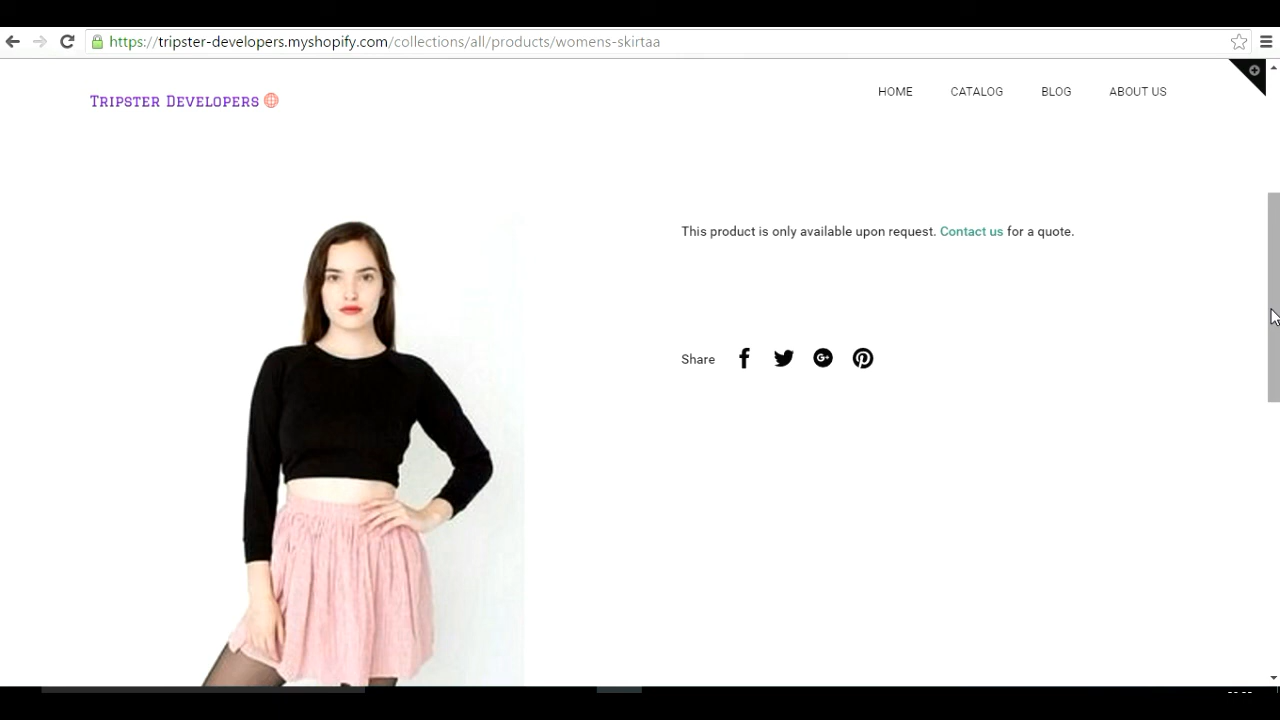 https://tripster-developers.myshopify.com/collections/all/products/womens-skirtaa
Tripster Developers
HOME CATALOG BLOG ABOUT US
This product is only available upon request. Contact us for a quote.
Share